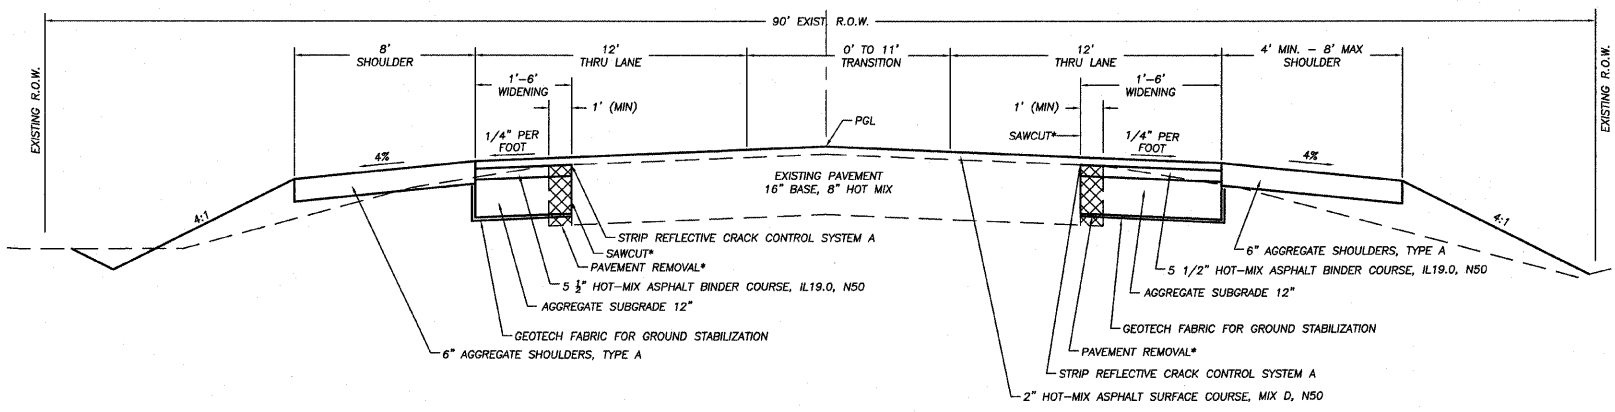 90' EXIST. R.O.W.
8'
SHOULDER
12'
THRU LANE
0' TO 11'
TRANSITION
12'
THRU LANE
4' MIN. - 8' MAX
SHOULDER
EXISTING R.O.W.
EXISTING R.O.W.
1'-6'
WIDENING
1'-6'
WIDENING
1' (MIN)
1' (MIN)
PGL
SAWCUT*
1/4" PER
FOOT
1/4" PER
FOOT
4%
4%
EXISTING PAVEMENT
16" BASE, 8" HOT MIX
4:1
4:1
STRIP REFLECTIVE CRACK CONTROL SYSTEM A
SAWCUT*
PAVEMENT REMOVAL*
5 ½" HOT-MIX ASPHALT BINDER COURSE, IL19.0, N50
AGGREGATE SUBGRADE 12"
GEOTECH FABRIC FOR GROUND STABILIZATION
6" AGGREGATE SHOULDERS, TYPE A
6" AGGREGATE SHOULDERS, TYPE A
5 1/2" HOT-MIX ASPHALT BINDER COURSE, IL19.0, N50
AGGREGATE SUBGRADE 12"
GEOTECH FABRIC FOR GROUND STABILIZATION
PAVEMENT REMOVAL*
STRIP REFLECTIVE CRACK CONTROL SYSTEM A
2" HOT-MIX ASPHALT SURFACE COURSE, MIX D, N50